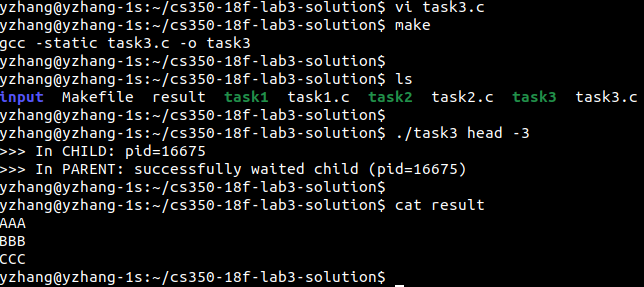 yzhang@yzhang-1s:~/cs350-18f-lab3-solution$ vi task3.c
yzhang@yzhang-1s:~/cs350-18f-lab3-solution$ make
gcc -static task3.c -o task3
yzhang@yzhang-1s:~/cs350-18f-lab3-solution$
yzhang@yzhang-1s:~/cs350-18f-lab3-solution$ ls
input  Makefile  result  task1  task1.c  task2  task2.c  task3  task3.c
yzhang@yzhang-1s:~/cs350-18f-lab3-solution$
yzhang@yzhang-1s:~/cs350-18f-lab3-solution$ ./task3 head -3
>>> In CHILD: pid=16675
>>> In PARENT: successfully waited child (pid=16675)
yzhang@yzhang-1s:~/cs350-18f-lab3-solution$
yzhang@yzhang-1s:~/cs350-18f-lab3-solution$ cat result
AAA
BBB
CCC
yzhang@yzhang-1s:~/cs350-18f-lab3-solution$